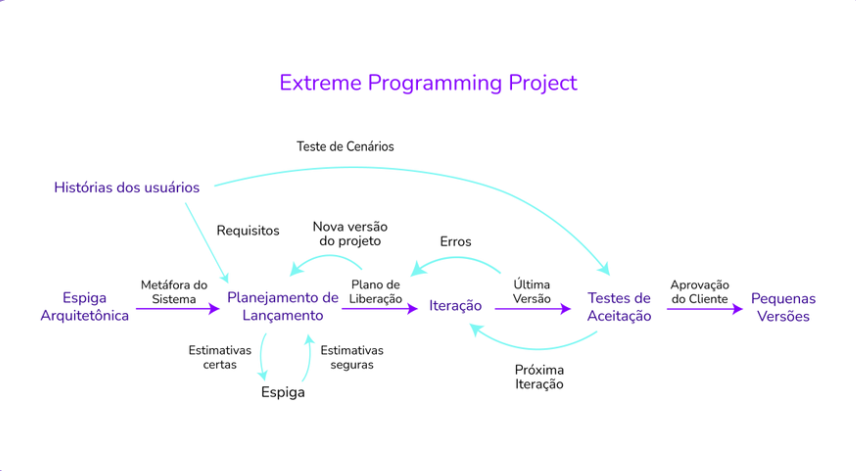 Extreme Programming Project
Teste de Cenários
Histórias dos usuários
Requisitos
Nova versão
do projeto
Erros
Metáfora do
Sistema
Plano de
Liberação
Última
Versão
Aprovação
do Cliente
Espiga
Arquitetônica
Planejamento de
Lançamento
Iteração
Testes de
Aceitação
Pequenas
Versões
Estimativas
certas
Estimativas
seguras
Espiga
Próxima
Iteração